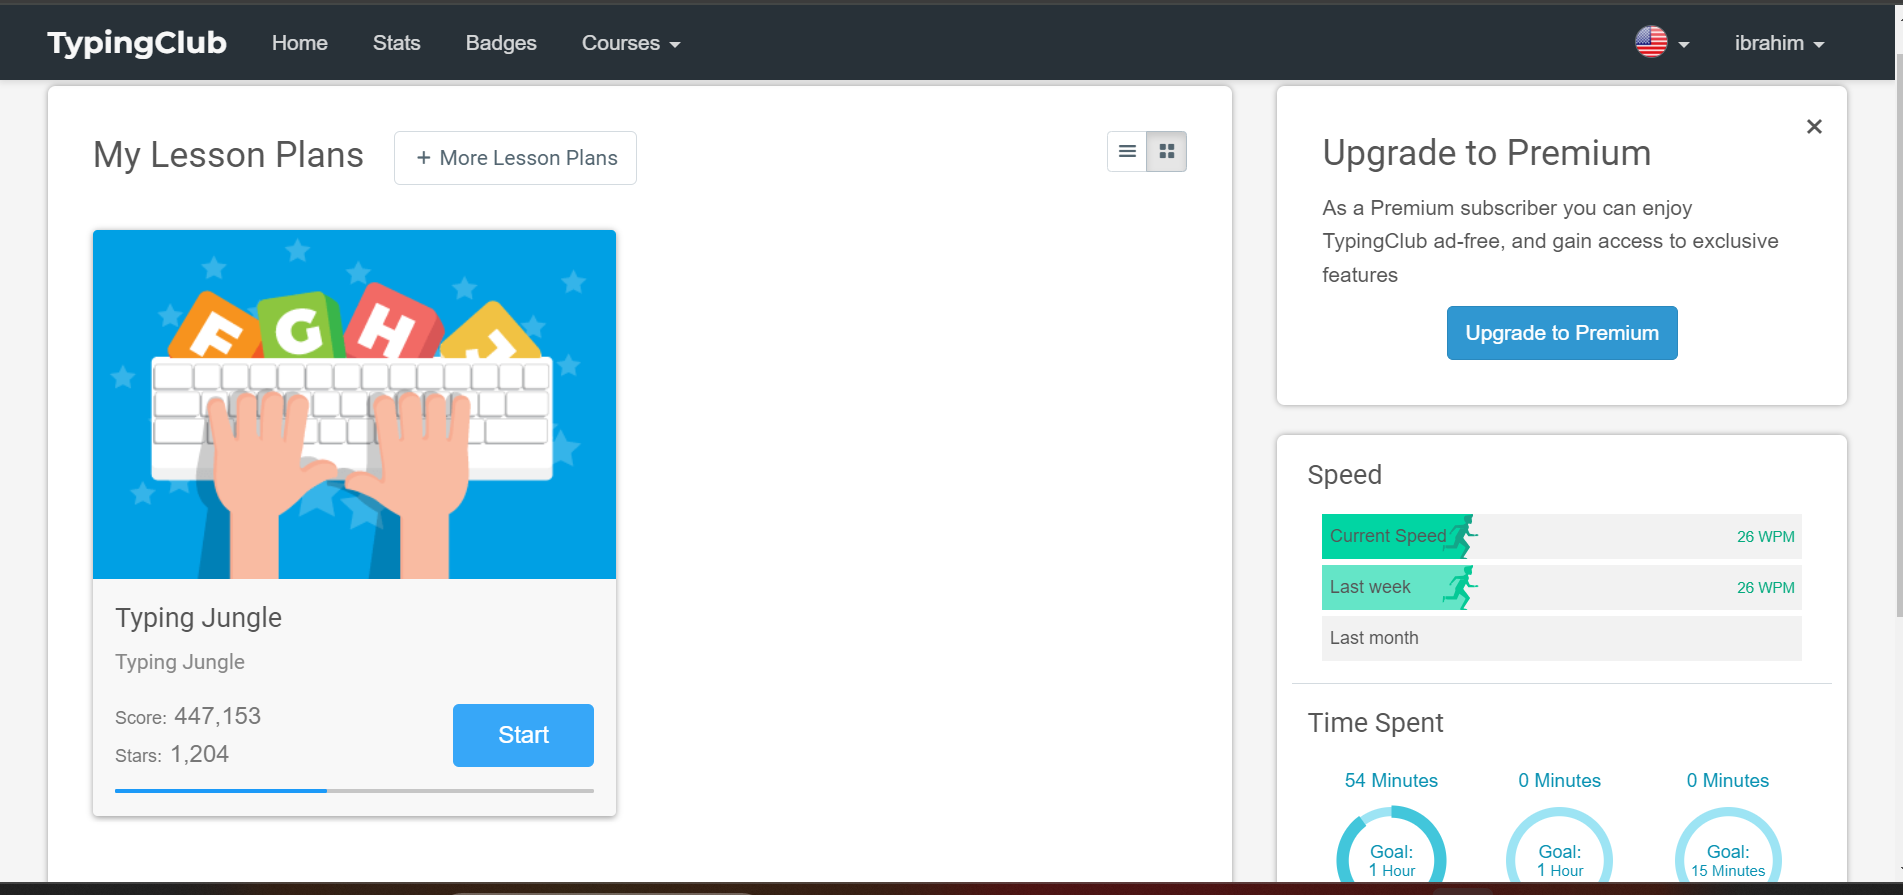 TypingClub
Home
Stats
Badges
Courses
ibrahim
My Lesson Plans
+ More Lesson Plans
F
G
H
J
Typing Jungle
Typing Jungle
Score: 447,153
Stars: 1,204
Start
Upgrade to Premium
As a Premium subscriber you can enjoy
TypingClub ad-free, and gain access to exclusive
features
Upgrade to Premium
Speed
Current Speed 26 WPM
Last week 26 WPM
Last month
Time Spent
54 Minutes
Goal:
1 Hour
0 Minutes
Goal:
1 Hour
0 Minutes
Goal:
15 Minutes